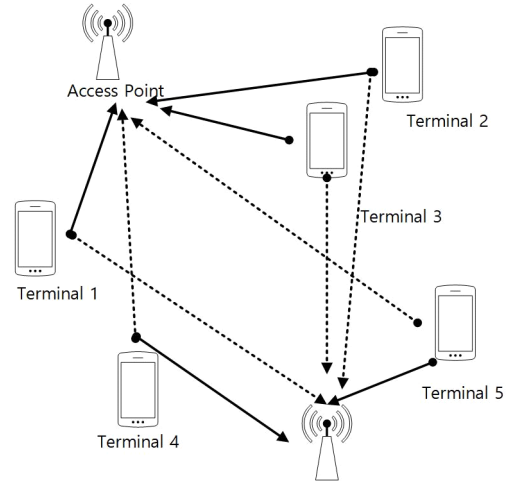 Access Point
Terminal 2
Terminal 3
Terminal 1
Terminal 5
Terminal 4